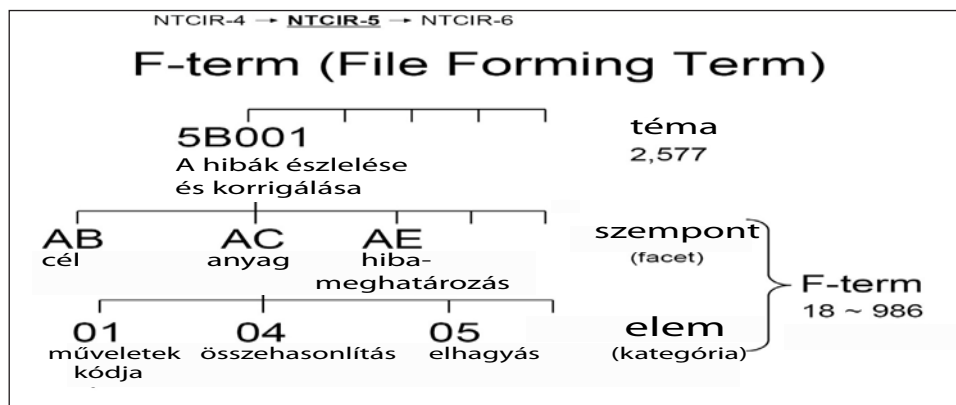 NTCIR-4 → NTCIR-5 → NTCIR-6
F-term (File Forming Term)
5B001
A hibák észlelése
és korrigálása
téma
2,577
AB
cél
AC
anyag
AE
hiba-
meghatározás
szempont
(facet)
F-term
18 ~ 986
01
műveletek
kódja
04
összehasonlítás
05
elhagyás
elem
(kategória)